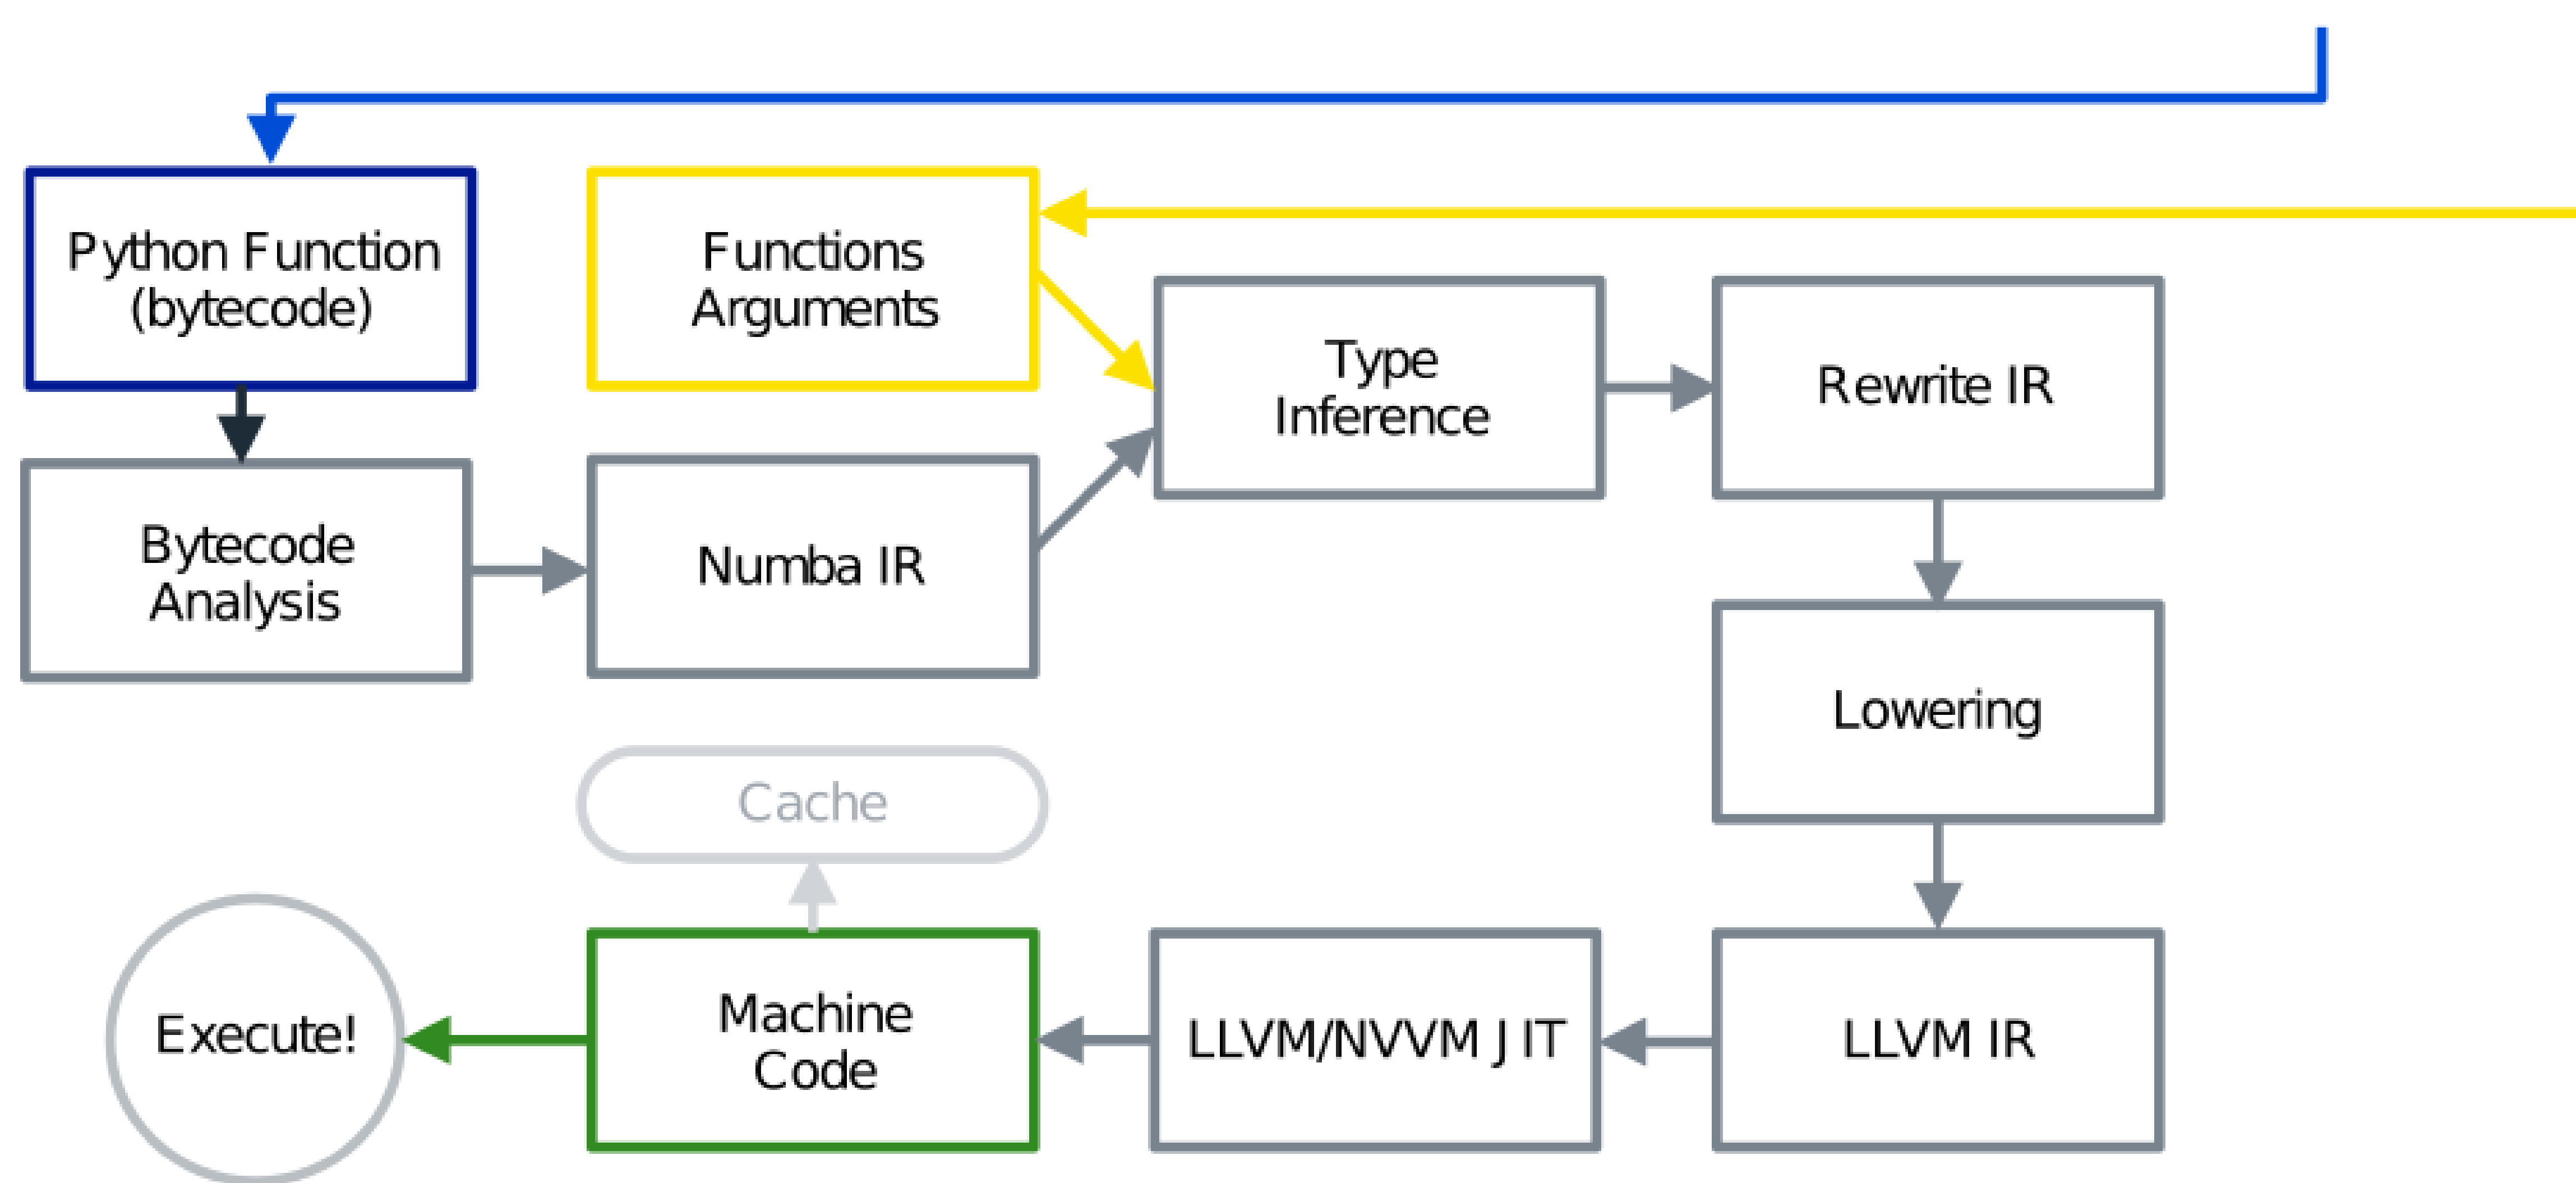 Python Function
(bytecode)
Functions
Arguments
Type
Inference
Rewrite IR
Bytecode
Analysis
Numba IR
Lowering
Cache
Execute!
Machine
Code
LLVM/NVVM JIT
LLVM IR